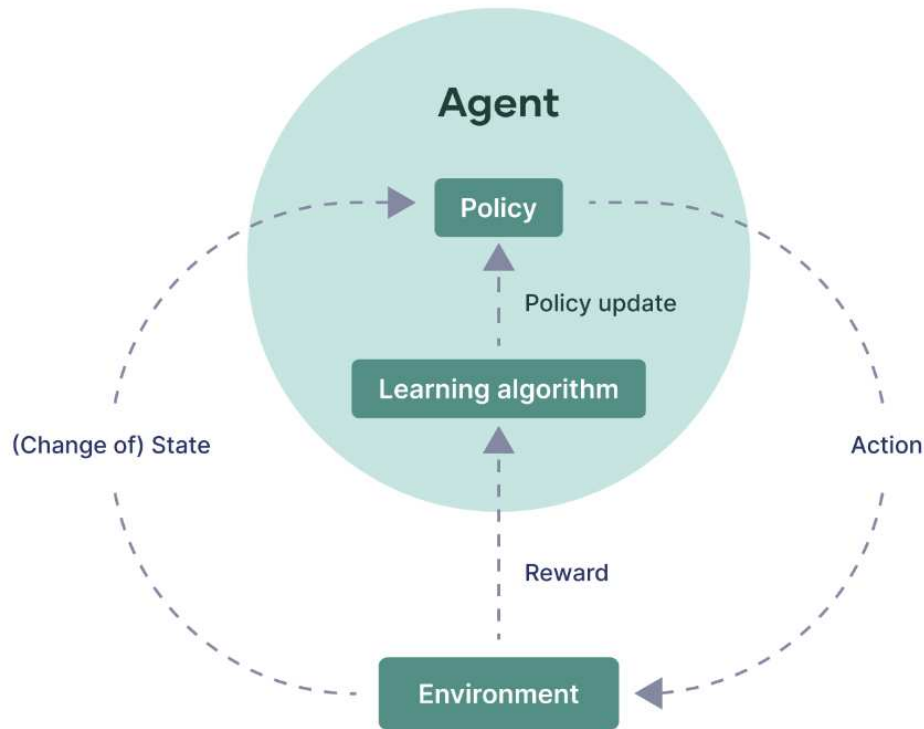 Agent
Policy
Policy update
Learning algorithm
(Change of) State
Action
Reward
Environment